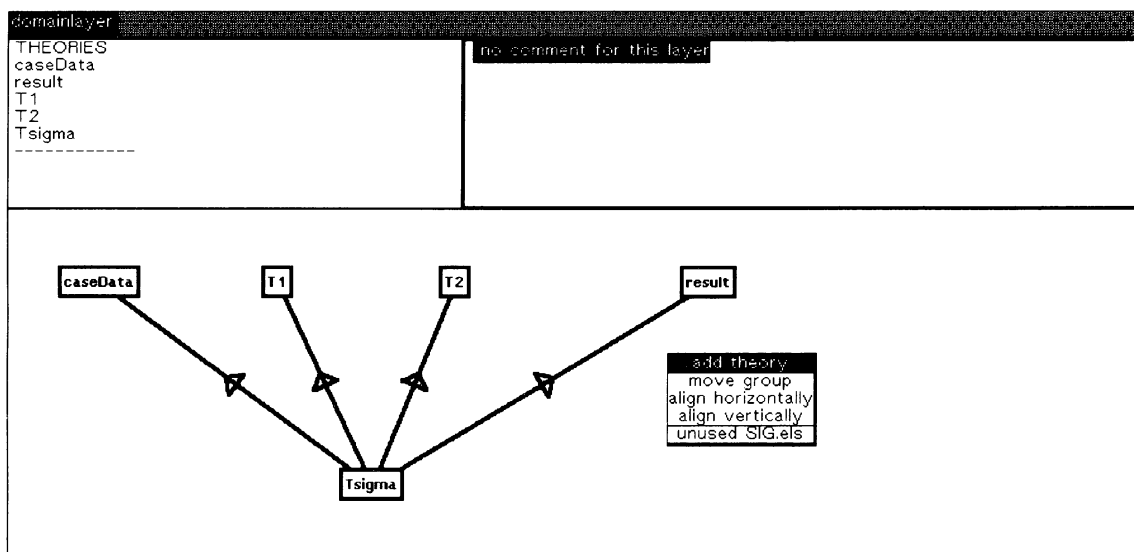 domainlayer
THEORIES
caseData
result
T1
T2
Tsigma
------------
no comment for this layer
caseData
T1
T2
result
add theory
move group
align horizontally
align vertically
unused SIG.els
Tsigma